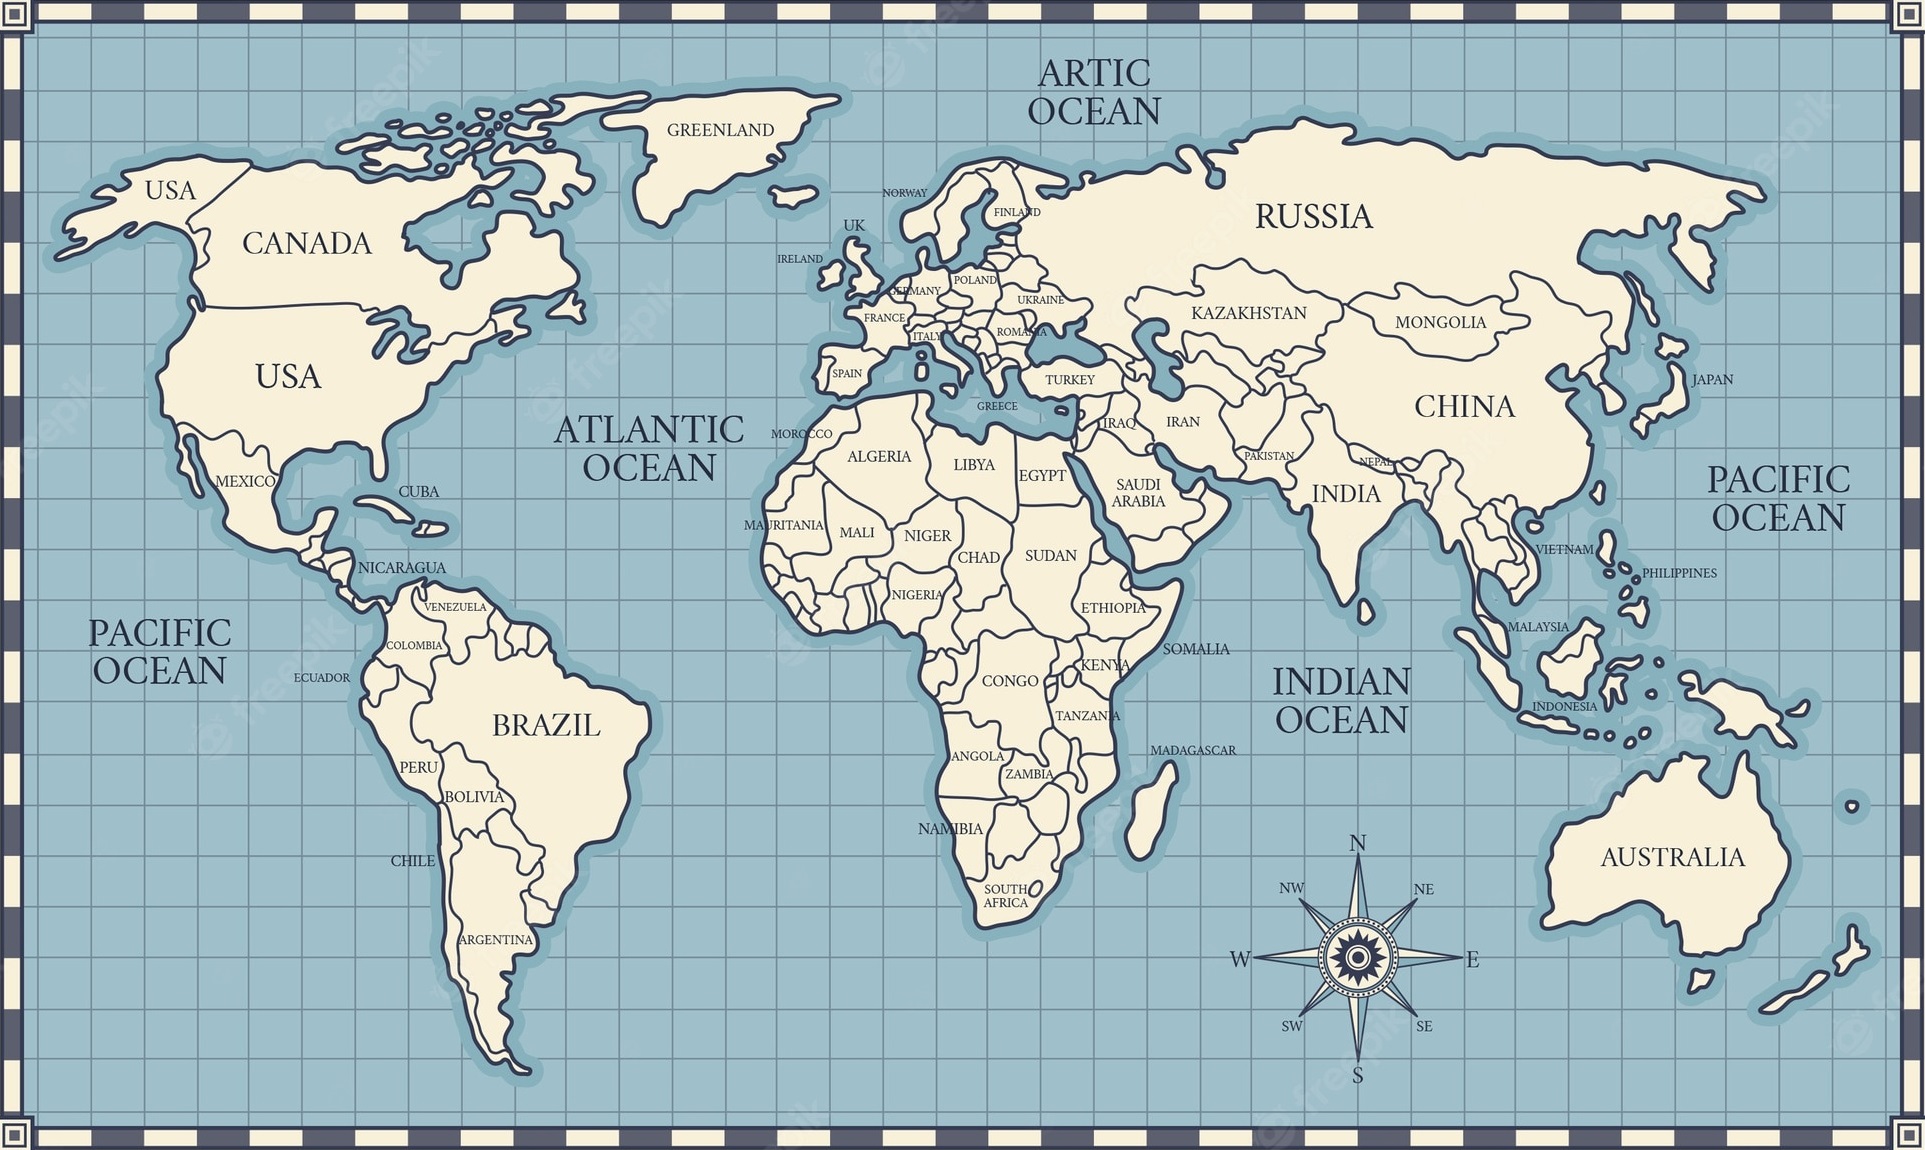 ARTIC
OCEAN
GREENLAND
USA
CANADA
NORWAY
FINLAND
RUSSIA
UK
IRELAND
GERMANY
POLAND
UKRAINE
FRANCE
ROMANIA
ITALY
KAZAKHSTAN
MONGOLIA
USA
SPAIN
TURKEY
GREECE
CHINA
JAPAN
ATLANTIC
OCEAN
MOROCCO
ALGERIA
LIBYA
EGYPT
IRAQ
IRAN
PAKISTAN
NEPAL
INDIA
SAUDI
ARABIA
PACIFIC
OCEAN
MEXICO
CUBA
MAURITANIA
MALI
NIGER
CHAD
SUDAN
VIETNAM
PHILIPPINES
NICARAGUA
VENEZUELA
NIGERIA
ETHIOPIA
MALAYSIA
PACIFIC
OCEAN
COLOMBIA
ECUADOR
SOMALIA
KENYA
CONGO
INDIAN
OCEAN
INDONESIA
BRAZIL
TANZANIA
PERU
BOLIVIA
ANGOLA
ZAMBIA
MADAGASCAR
NAMIBIA
CHILE
SOUTH
AFRICA
AUSTRALIA
ARGENTINA
N
NW
NE
W
E
SW
SE
S
freepik